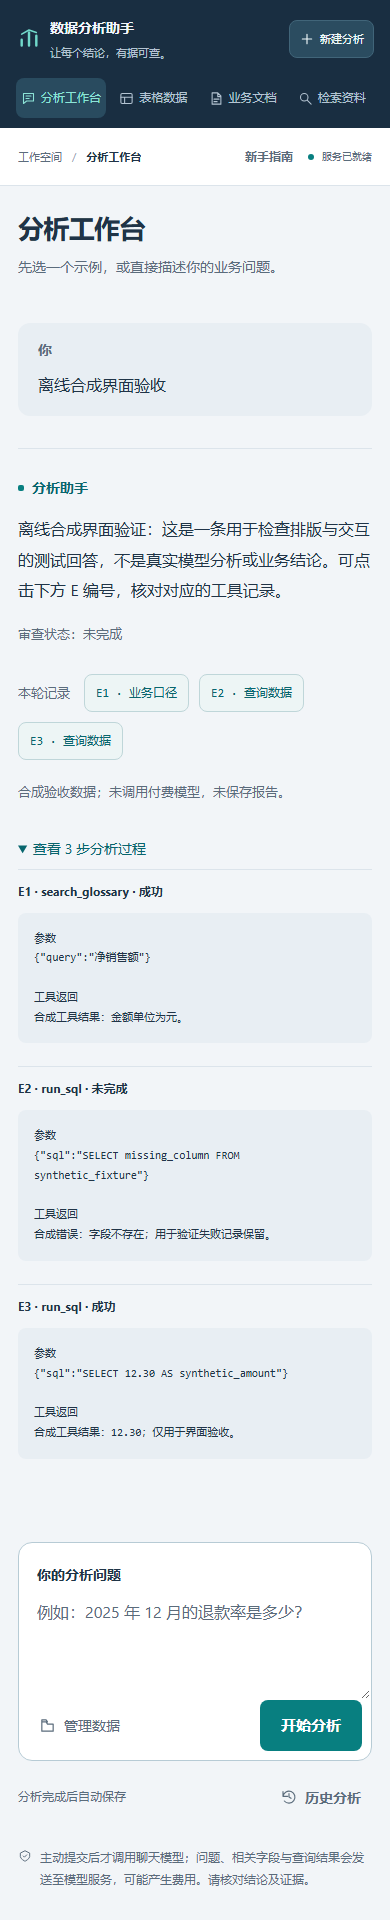 数据分析助手
让每个结论，有据可查。
新建分析
分析工作台 表格数据 业务文档 检索资料
工作空间 / 分析工作台 新手指南 服务已就绪
分析工作台
先选一个示例，或直接描述你的业务问题。
你
离线合成界面验收
分析助手
离线合成界面验证：这是一条用于检查排版与交互
的测试回答，不是真实模型分析或业务结论。可点
击下方 E 编号，核对对应的工具记录。
审查状态：未完成
本轮记录 E1 · 业务口径 E2 · 查询数据
E3 · 查询数据
合成验收数据；未调用付费模型，未保存报告。
查看 3 步分析过程
E1 · search_glossary · 成功
参数
{"query":"净销售额"}
工具返回
合成工具结果：金额单位为元。
E2 · run_sql · 未完成
参数
{"sql":"SELECT missing_column FROM
synthetic_fixture"}
工具返回
合成错误：字段不存在；用于验证失败记录保留。
E3 · run_sql · 成功
参数
{"sql":"SELECT 12.30 AS synthetic_amount"}
工具返回
合成工具结果：12.30；仅用于界面验收。
你的分析问题
例如：2025 年 12 月的退款率是多少？
管理数据 开始分析
分析完成后自动保存 历史分析
主动提交后才调用聊天模型；问题、相关字段与查询结果会发
送至模型服务，可能产生费用。请核对结论及证据。